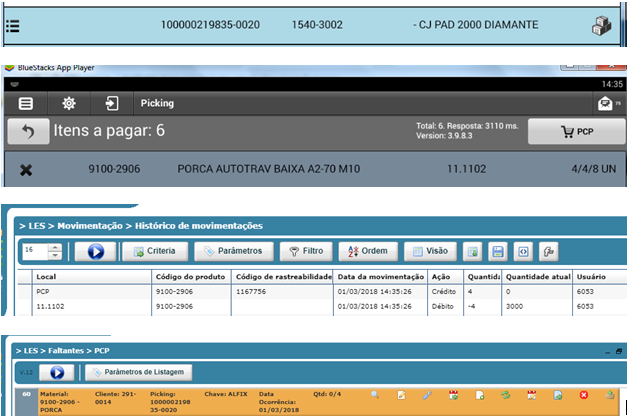 100000219835-0020 1540-3002 - CJ PAD 2000 DIAMANTE
BlueStacks App Player
14:35
Picking
Itens a pagar: 6
Total: 6. Resposta: 3110 ms.
Version: 3.9.8.3
PCP
9100-2906 PORCA AUTOTRAV BAIXA A2-70 M10 11.1102 4/4/8 UN
> LES > Movimentação > Histórico de movimentações
16 Criteria Parâmetros Filtro Ordem Visão
Local Código do produto Código de rastreabilidade Data da movimentação Ação Quantid Quantidade atual Usuário
PCP 9100-2906 1167756 01/03/2018 14:35:26 Crédito 4 0 6053
11.1102 9100-2906 01/03/2018 14:35:26 Débito -4 3000 6053
> LES > Faltantes > PCP
V.12 Parâmetros de Listagem
60 Material: Cliente: 291- Picking: Chave: ALFIX Data Qtd: 0/4
9100-2906 - 0014 1000002198 Ocorrência:
PORCA 35-0020 01/03/2018